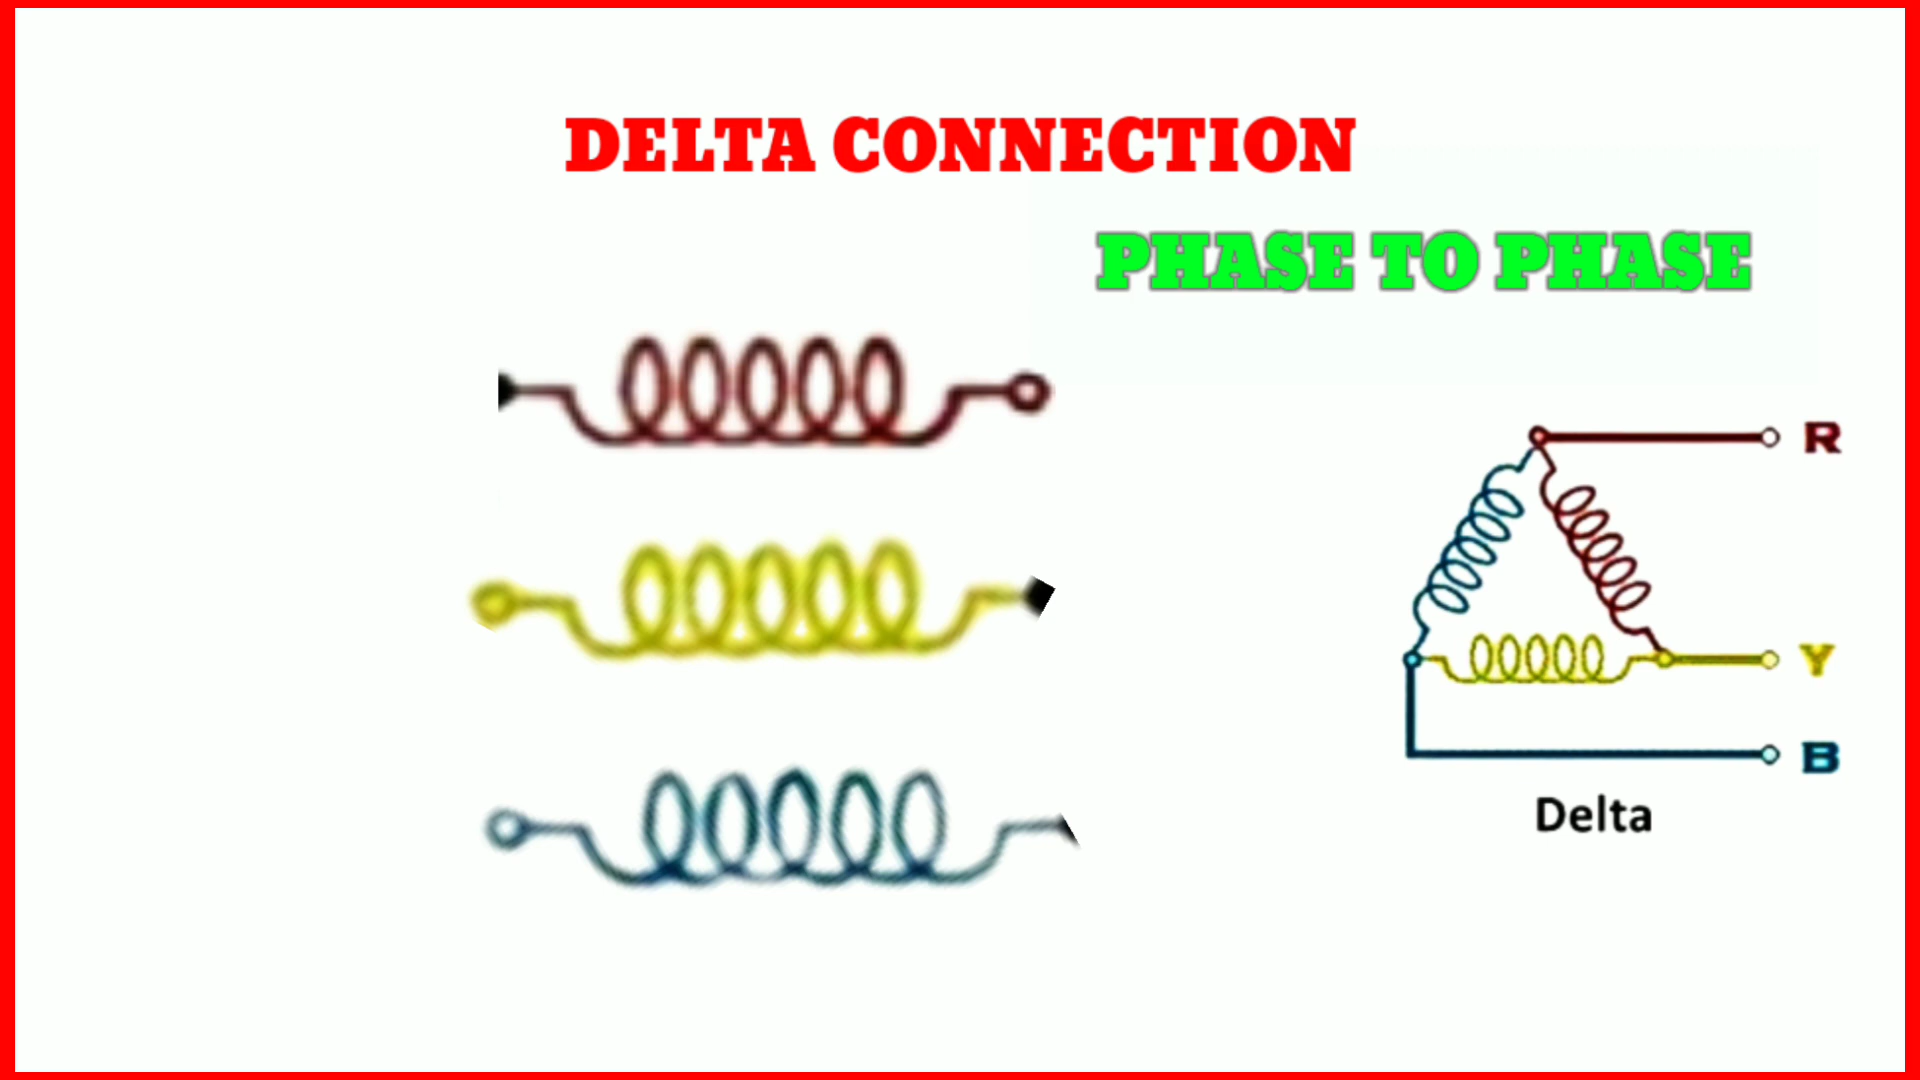 DELTA CONNECTION
PHASE TO PHASE
R
Y
B
Delta